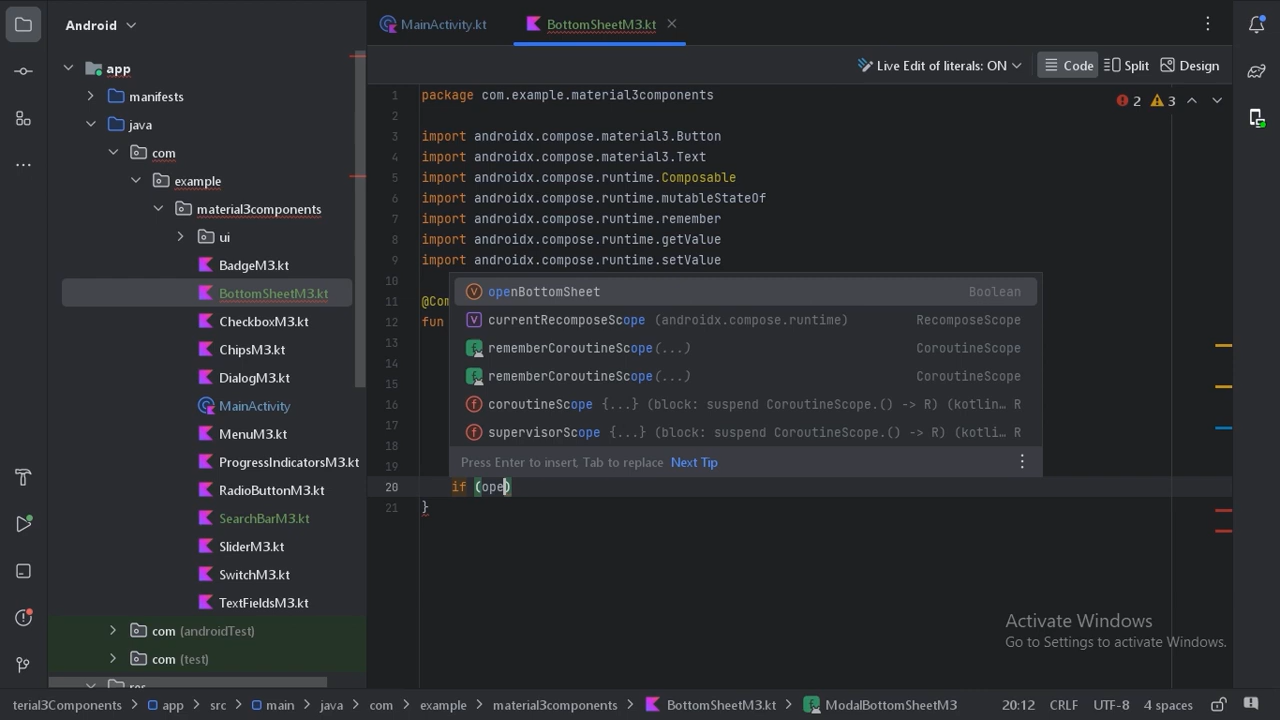 Android
MainActivity.kt
BottomSheetM3.kt
Live Edit of literals: ON
Code
Split
Design
2
3
app
manifests
java
com
example
material3components
ui
BadgeM3.kt
BottomSheetM3.kt
CheckboxM3.kt
ChipsM3.kt
DialogM3.kt
MainActivity
MenuM3.kt
ProgressIndicatorsM3.kt
RadioButtonM3.kt
SearchBarM3.kt
SliderM3.kt
SwitchM3.kt
TextFieldsM3.kt
com (androidTest)
com (test)
res
1 package com.example.material3components
2
3 import androidx.compose.material3.Button
4 import androidx.compose.material3.Text
5 import androidx.compose.runtime.Composable
6 import androidx.compose.runtime.mutableStateOf
7 import androidx.compose.runtime.remember
8 import androidx.compose.runtime.getValue
9 import androidx.compose.runtime.setValue
10
11 @Com
12 fun
13
14
15
16
17
18
19
20 if (ope)
21 }
openBottomSheet Boolean
currentRecomposeScope (androidx.compose.runtime) RecomposeScope
rememberCoroutineScope(...) CoroutineScope
rememberCoroutineScope(...) CoroutineScope
coroutineScope {...} (block: suspend CoroutineScope.() -> R) (kotlin... R
supervisorScope {...} (block: suspend CoroutineScope.() -> R) (kotlin... R
Press Enter to insert, Tab to replace Next Tip
Activate Windows
Go to Settings to activate Windows.
terial3Components > app > src > main > java > com > example > material3components > BottomSheetM3.kt > ModalBottomSheetM3
20:12 CRLF UTF-8 4 spaces